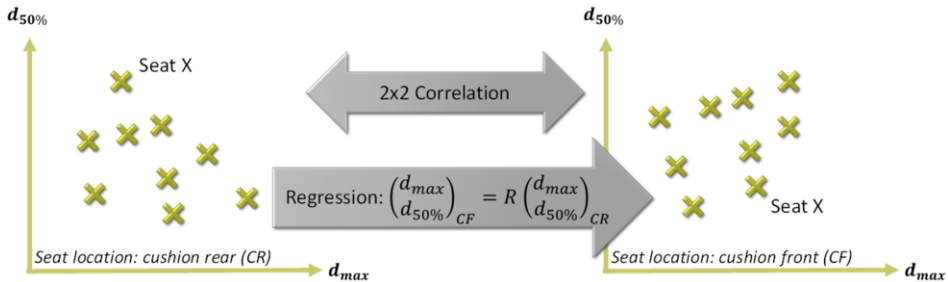 d50%
Seat X
Seat location: cushion rear (CR)
dmax
2x2 Correlation
Regression: (dmax d50%)CF = R (dmax d50%)CR
d50%
Seat X
Seat location: cushion front (CF)
dmax